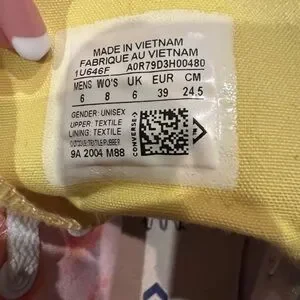 MADE IN VIETNAM
FABRIQUE AU VIETNAM
1U646F A0R79D3H00480
MENS WO'S UK EUR CM
6 8 6 39 24.5
GENDER: UNISEX
UPPER: TEXTILE
LINING: TEXTILE
9A 2004 M88
CONVERSE